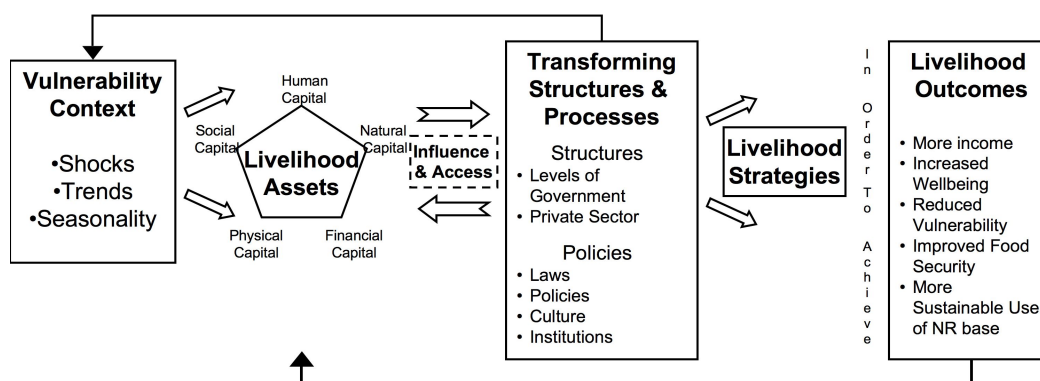 Vulnerability
Context
•Shocks
•Trends
•Seasonality
Human
Capital
Social
Capital
Natural
Capital
Livelihood
Assets
Physical
Capital
Financial
Capital
Influence
& Access
Transforming
Structures &
Processes
Structures
• Levels of
Government
• Private Sector
Policies
• Laws
• Policies
• Culture
• Institutions
Livelihood
Strategies
In Order To Achieve
Livelihood
Outcomes
• More income
• Increased
Wellbeing
• Reduced
Vulnerability
• Improved Food
Security
• More
Sustainable Use
of NR base